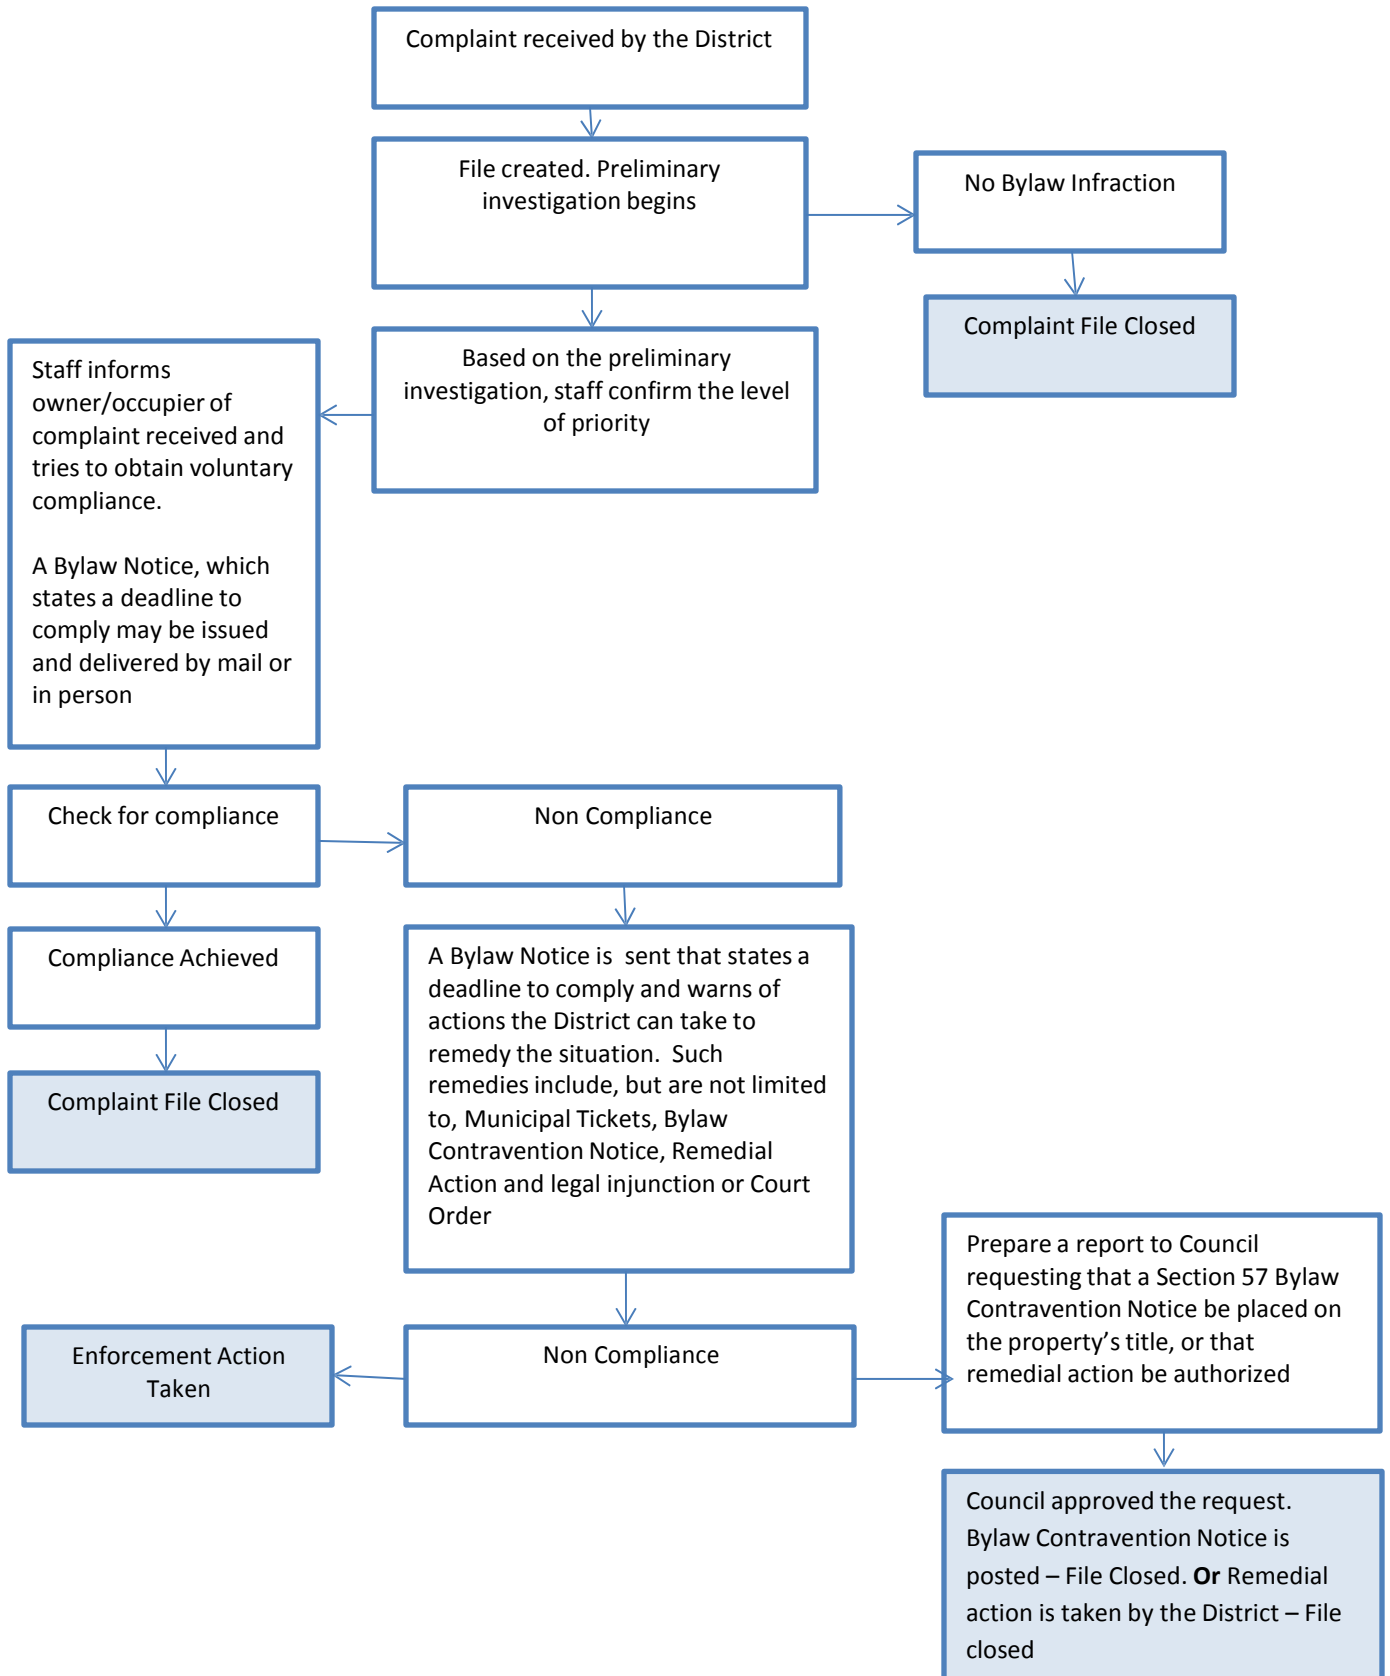 Complaint received by the District
File created. Preliminary
investigation begins
No Bylaw Infraction
Complaint File Closed
Based on the preliminary
investigation, staff confirm the level
of priority
Staff informs
owner/occupier of
complaint received and
tries to obtain voluntary
compliance.
A Bylaw Notice, which
states a deadline to
comply may be issued
and delivered by mail or
in person
Check for compliance
Non Compliance
Compliance Achieved
Complaint File Closed
A Bylaw Notice is  sent that states a
deadline to comply and warns of
actions the District can take to
remedy the situation.  Such
remedies include, but are not limited
to, Municipal Tickets, Bylaw
Contravention Notice, Remedial
Action and legal injunction or Court
Order
Non Compliance
Enforcement Action
Taken
Prepare a report to Council
requesting that a Section 57 Bylaw
Contravention Notice be placed on
the property’s title, or that
remedial action be authorized
Council approved the request.
Bylaw Contravention Notice is
posted – File Closed. Or Remedial
action is taken by the District – File
closed